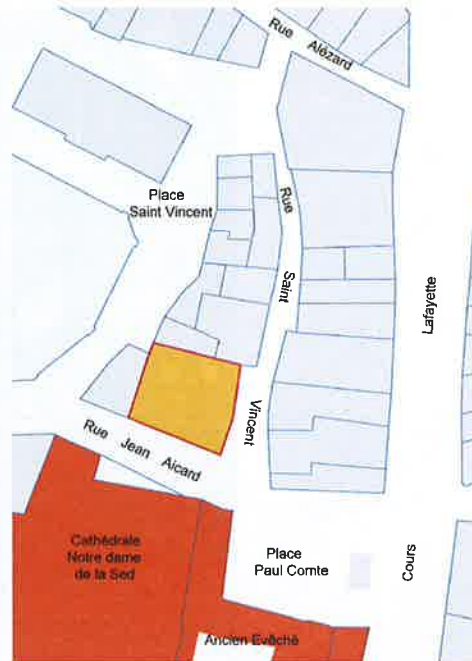 Rue Alézard
Place
Saint Vincent
Rue Saint Vincent
Lafayette
Rue Jean Aicard
Cathédrale
Notre dame
de la Sed
Place
Paul Comte
Cours
Ancien Evêché